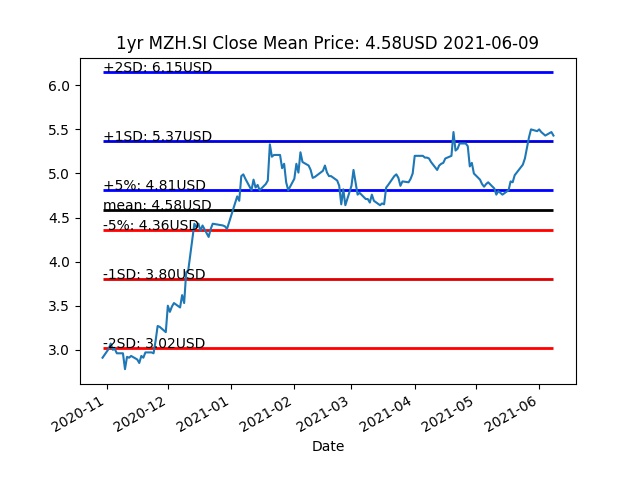 1yr MZH.SI Close Mean Price: 4.58USD 2021-06-09
+2SD: 6.15USD
6.0
5.5
+1SD: 5.37USD
5.0
+5%: 4.81USD
mean: 4.58USD
4.5
-5%: 4.36USD
4.0
-1SD: 3.80USD
3.5
-2SD: 3.02USD
3.0
2020-11
2020-12
2021-01
2021-02
2021-03
2021-04
2021-05
2021-06
Date